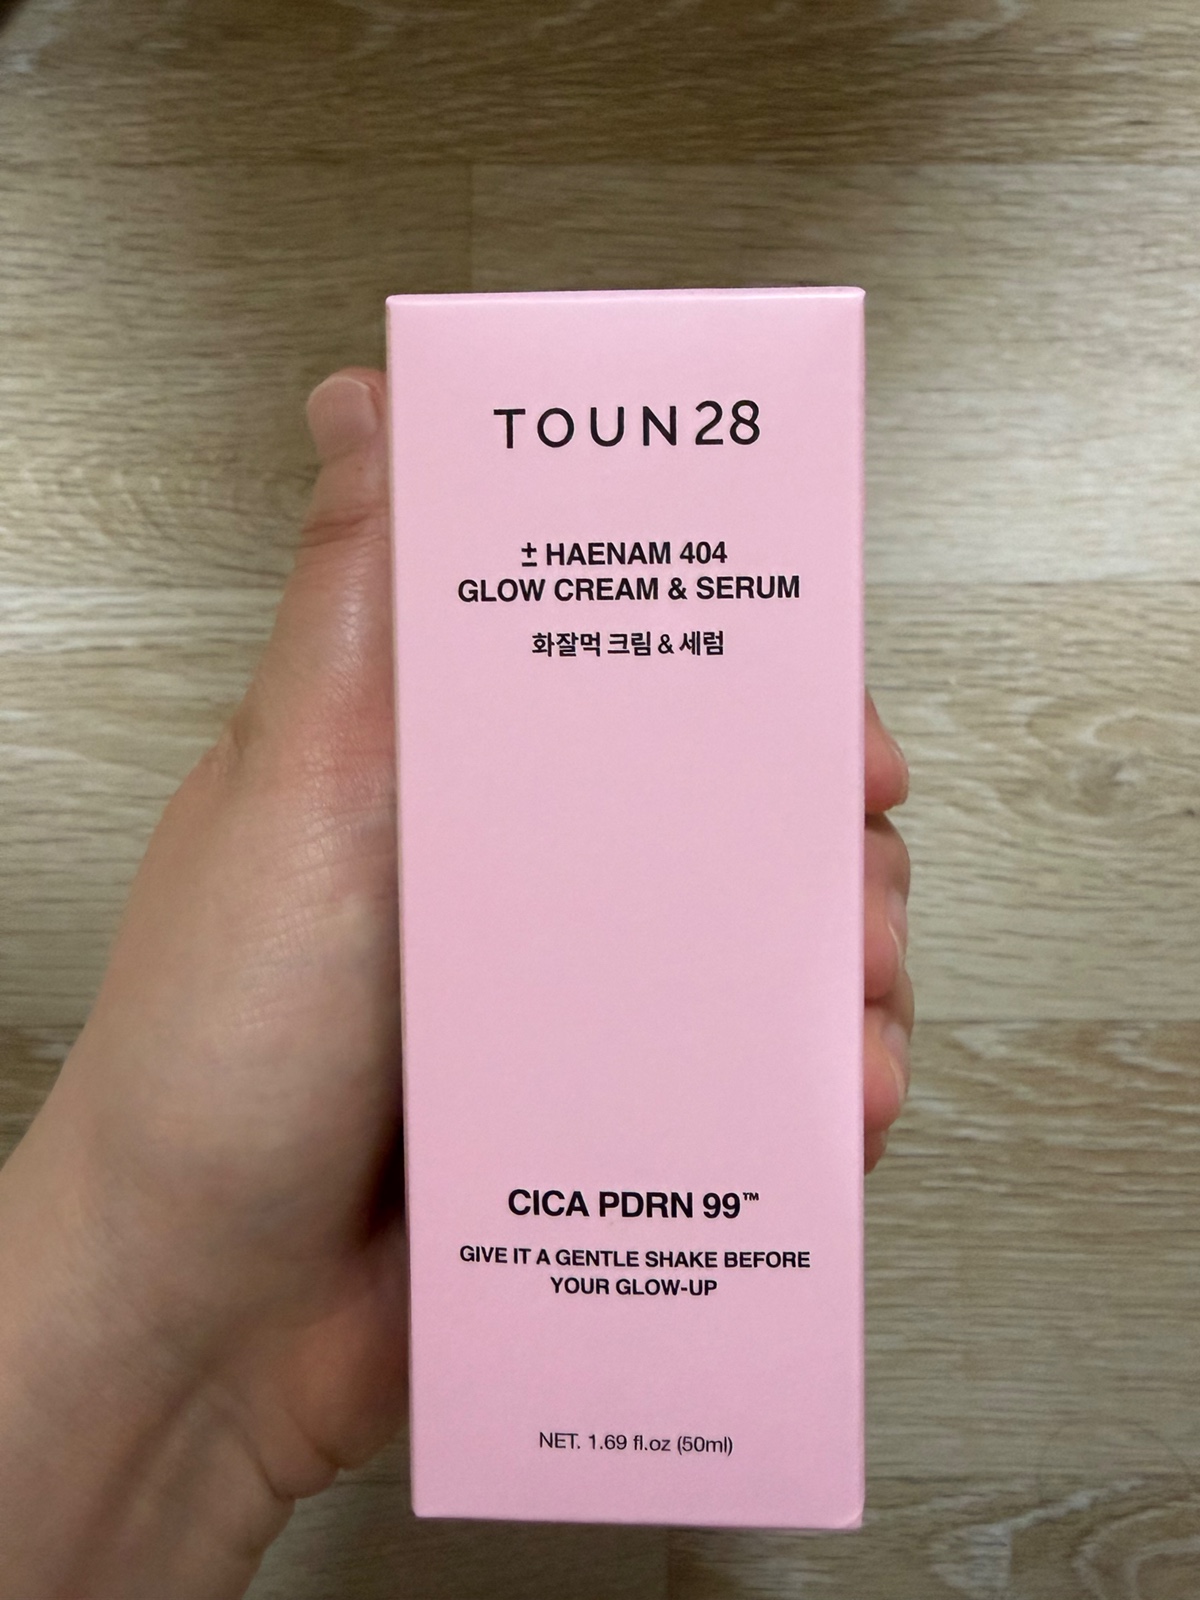 TOUN28
± HAENAM 404
GLOW CREAM & SERUM
화잘먹 크림 & 세럼
CICA PDRN 99™
GIVE IT A GENTLE SHAKE BEFORE
YOUR GLOW-UP
NET. 1.69 fl.oz (50ml)